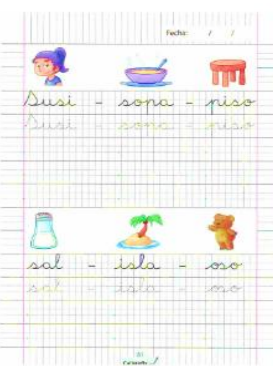 Fecha: / /
Susi - sopa - piso
Susi - sopa - piso
sal - isla - oso
sal - isla - oso